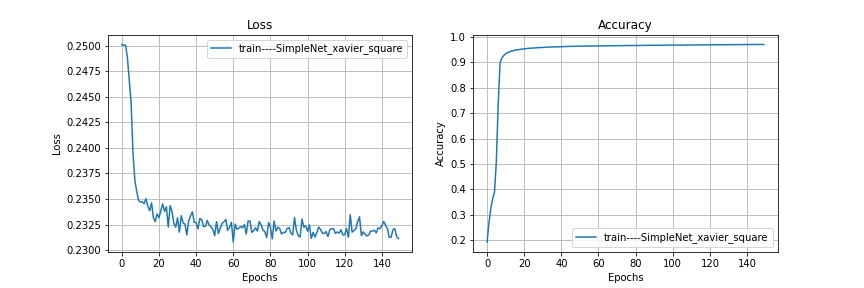 Loss
train----SimpleNet_xavier_square
0.2500
0.2475
0.2450
0.2425
0.2400
0.2375
0.2350
0.2325
0.2300
Loss
0 20 40 60 80 100 120 140
Epochs
Accuracy
1.0
0.9
0.8
0.7
0.6
0.5
0.4
0.3
0.2
Accuracy
train----SimpleNet_xavier_square
0 20 40 60 80 100 120 140
Epochs